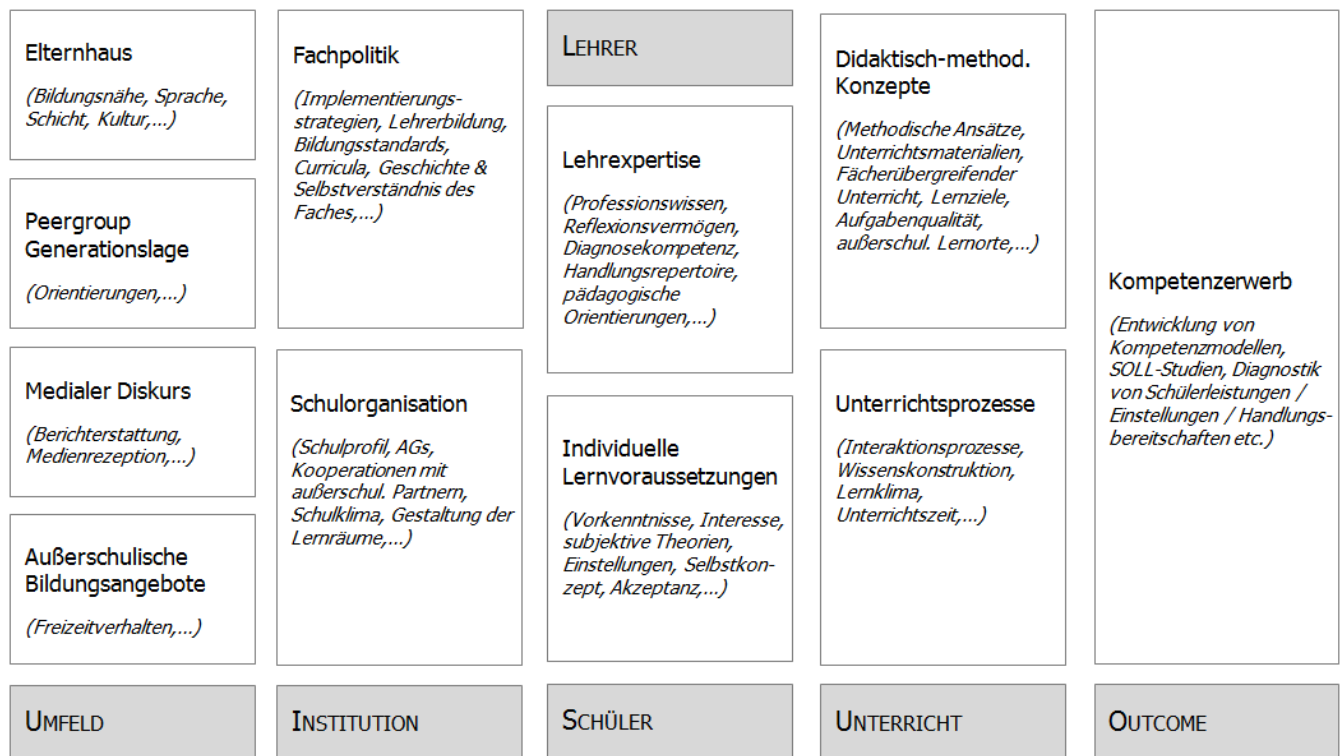 Elternhaus
(Bildungsnähe, Sprache,
Schicht, Kultur,...)
Peergroup
Generationslage
(Orientierungen,...)
Medialer Diskurs
(Berichterstattung,
Medienrezeption,...)
Außerschulische
Bildungsangebote
(Freizeitverhalten,...)
UMFELD
Fachpolitik
(Implementierungs-
strategien, Lehrerbildung,
Bildungsstandards,
Curricula, Geschichte &
Selbstverständnis des
Faches,...)
Schulorganisation
(Schulprofil, AGs,
Kooperationen mit
außerschul. Partnern,
Schulklima, Gestaltung der
Lernräume,...)
INSTITUTION
LEHRER
Lehrexpertise
(Professionswissen,
Reflexionsvermögen,
Diagnosekompetenz,
Handlungsrepertoire,
pädagogische
Orientierungen,...)
Individuelle
Lernvoraussetzungen
(Vorkenntnisse, Interesse,
subjektive Theorien,
Einstellungen, Selbstkon-
zept, Akzeptanz,...)
SCHÜLER
Didaktisch-method.
Konzepte
(Methodische Ansätze,
Unterrichtsmaterialien,
Fächerübergreifender
Unterricht, Lernziele,
Aufgabenqualität,
außerschul. Lernorte,...)
Unterrichtsprozesse
(Interaktionsprozesse,
Wissenskonstruktion,
Lernklima,
Unterrichtszeit,...)
UNTERRICHT
Kompetenzerwerb
(Entwicklung von
Kompetenzmodellen,
SOLL-Studien, Diagnostik
von Schülerleistungen /
Einstellungen / Handlungs-
bereitschaften etc.)
OUTCOME